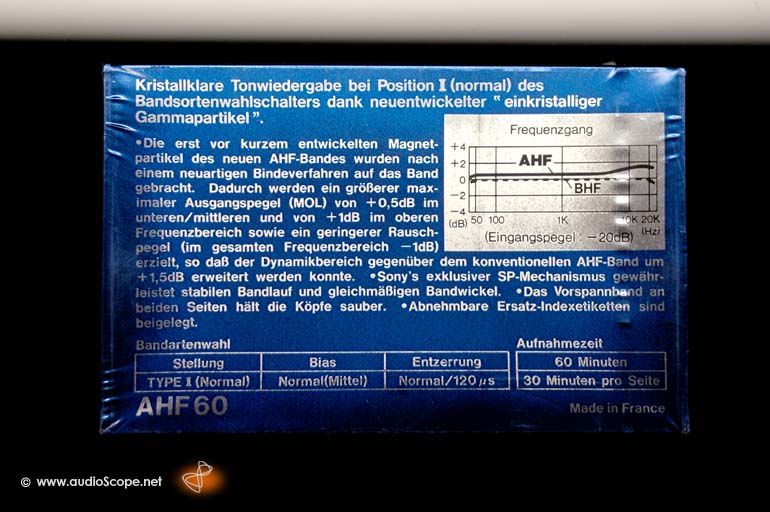 Kristallklare Tonwiedergabe bei Position I (normal) des
Bandsortenwahlschalters dank neuentwickelter “ einkristalliger
Gammapartikel”.
•Die erst vor kurzem entwickelten Magnet-
partikel des neuen AHF-Bandes wurden nach
einem neuartigen Bindeverfahren auf das Band
gebracht. Dadurch werden ein größerer max-
imaler Ausgangspegel (MOL) von +0,5dB im
unteren/mittleren und von +1dB im oberen
Frequenzbereich sowie ein geringerer Rausch-
pegel (im gesamten Frequenzbereich −1dB)
erzielt, so daß der Dynamikbereich gegenüber dem konventionellen AHF-Band um
+1,5dB erweitert werden konnte. •Sony's exklusiver SP-Mechanismus gewähr-
leistet stabilen Bandlauf und gleichmäßigen Bandwickel. •Das Vorspannband an
beiden Seiten hält die Köpfe sauber. •Abnehmbare Ersatz-Indexetiketten sind
beigelegt.
Frequenzgang
+4
+2
0
−2
−4
(dB)
AHF
BHF
50 100 1K 10K 20K
(Hz)
(Eingangspegel : −20dB)
Bandartenwahl
Stellung Bias Entzerrung
TYPE I (Normal) Normal(Mittel) Normal/120μs
Aufnahmezeit
60 Minuten
30 Minuten pro Seite
AHF 60
Made in France
© www.audioScope.net